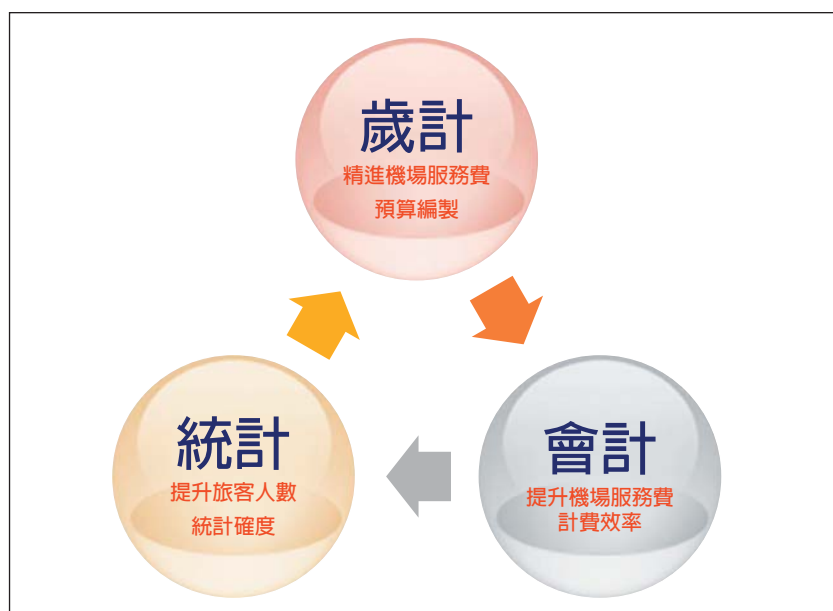 歲計
精進機場服務費
預算編製
統計
提升旅客人數
統計確度
會計
提升機場服務費
計費效率